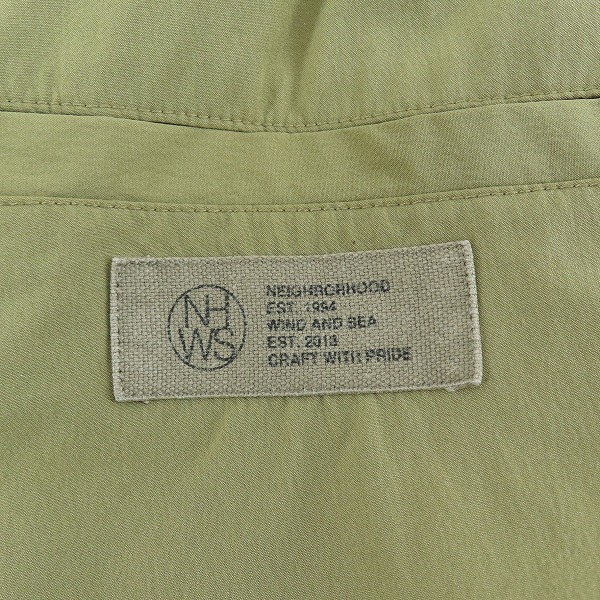 NH
WS
NEIGHBORHOOD
EST. 1994
WIND AND SEA
EST. 2013
CRAFT WITH PRIDE